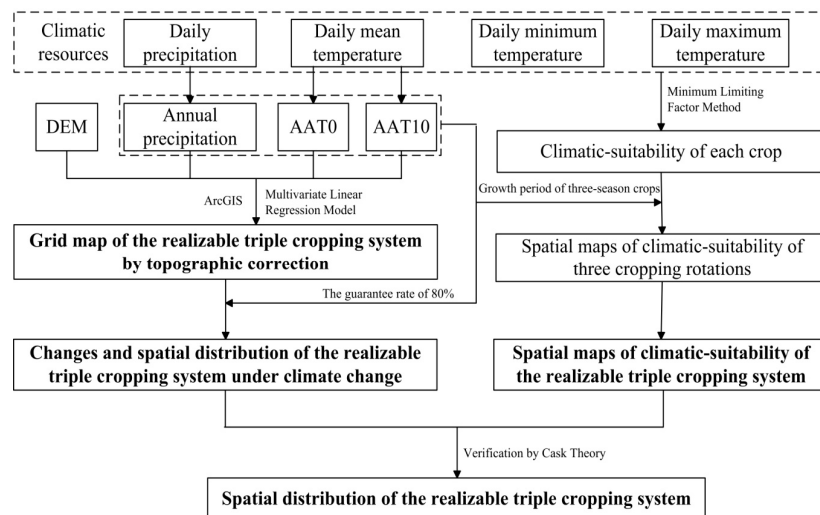 Climatic
resources
Daily
precipitation
Daily mean
temperature
Daily minimum
temperature
Daily maximum
temperature
Minimum Limiting
Factor Method
DEM
Annual
precipitation
AAT0
AAT10
Climatic-suitability of each crop
ArcGIS
Multivariate Linear
Regression Model
Growth period of three-season crops
Grid map of the realizable triple cropping system
by topographic correction
Spatial maps of climatic-suitability of
three cropping rotations
The guarantee rate of 80%
Changes and spatial distribution of the realizable
triple cropping system under climate change
Spatial maps of climatic-suitability of
the realizable triple cropping system
Verification by Cask Theory
Spatial distribution of the realizable triple cropping system